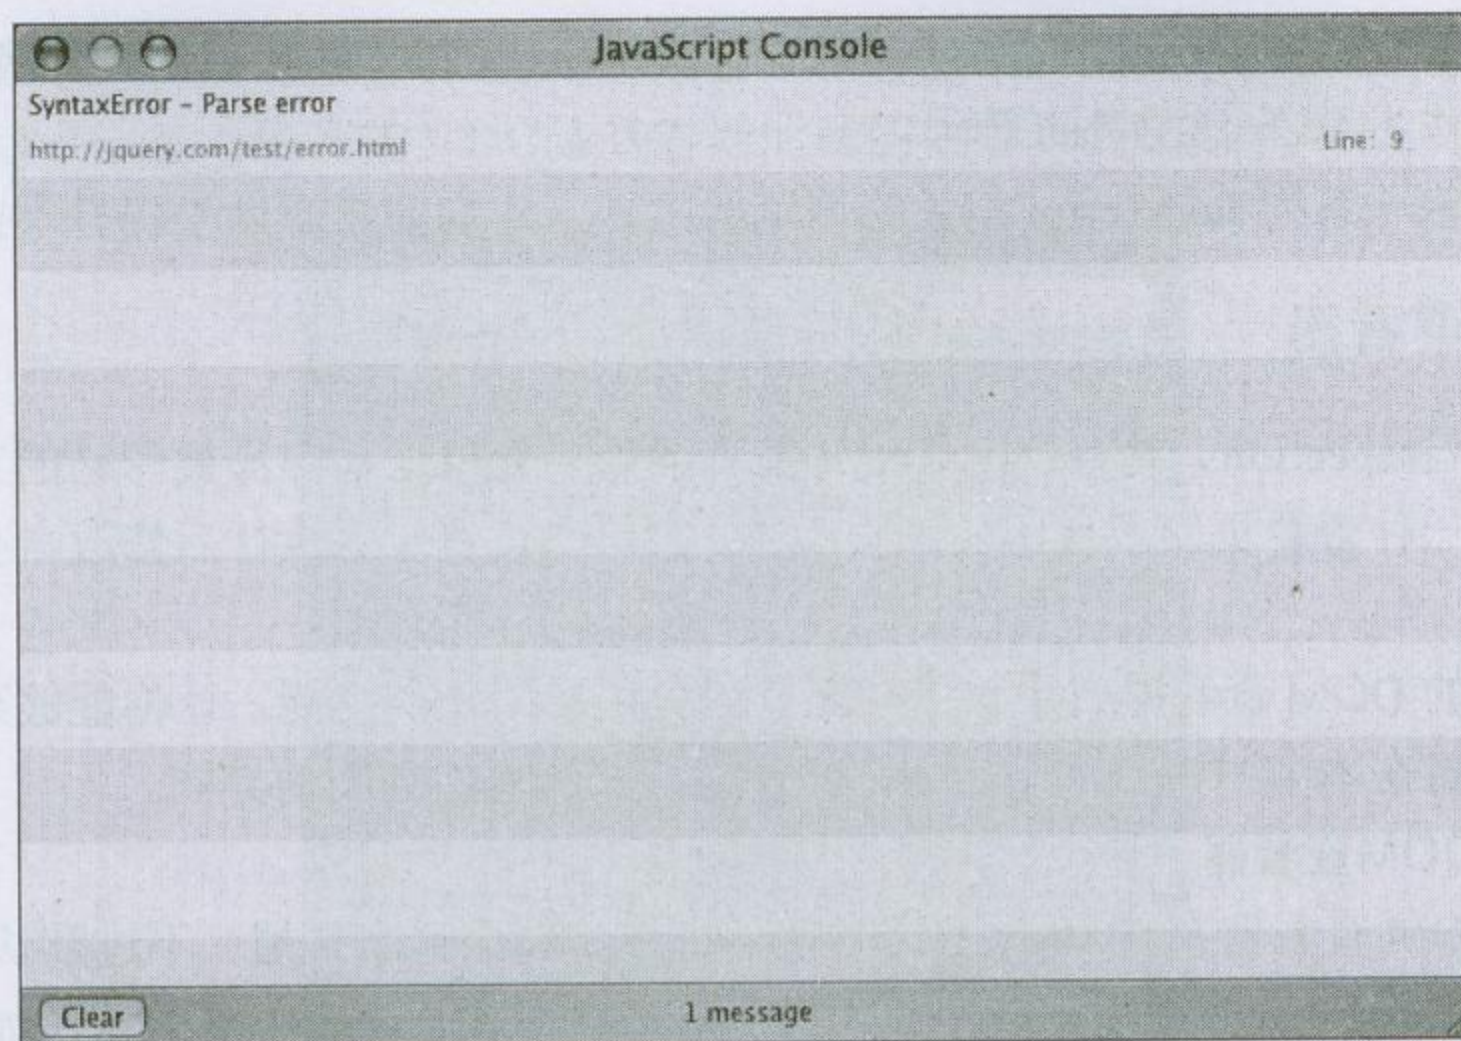 JavaScript Console
SyntaxError – Parse error
http://jquery.com/test/error.html
Line: 9
Clear
1 message